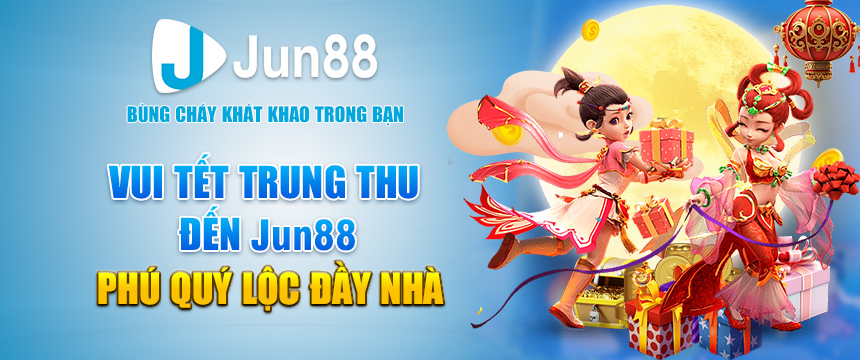 Jun88
BÙNG CHÁY KHÁT KHAO TRONG BẠN
VUI TẾT TRUNG THU
ĐẾN Jun88
PHÚ QUÝ LỘC ĐẦY NHÀ